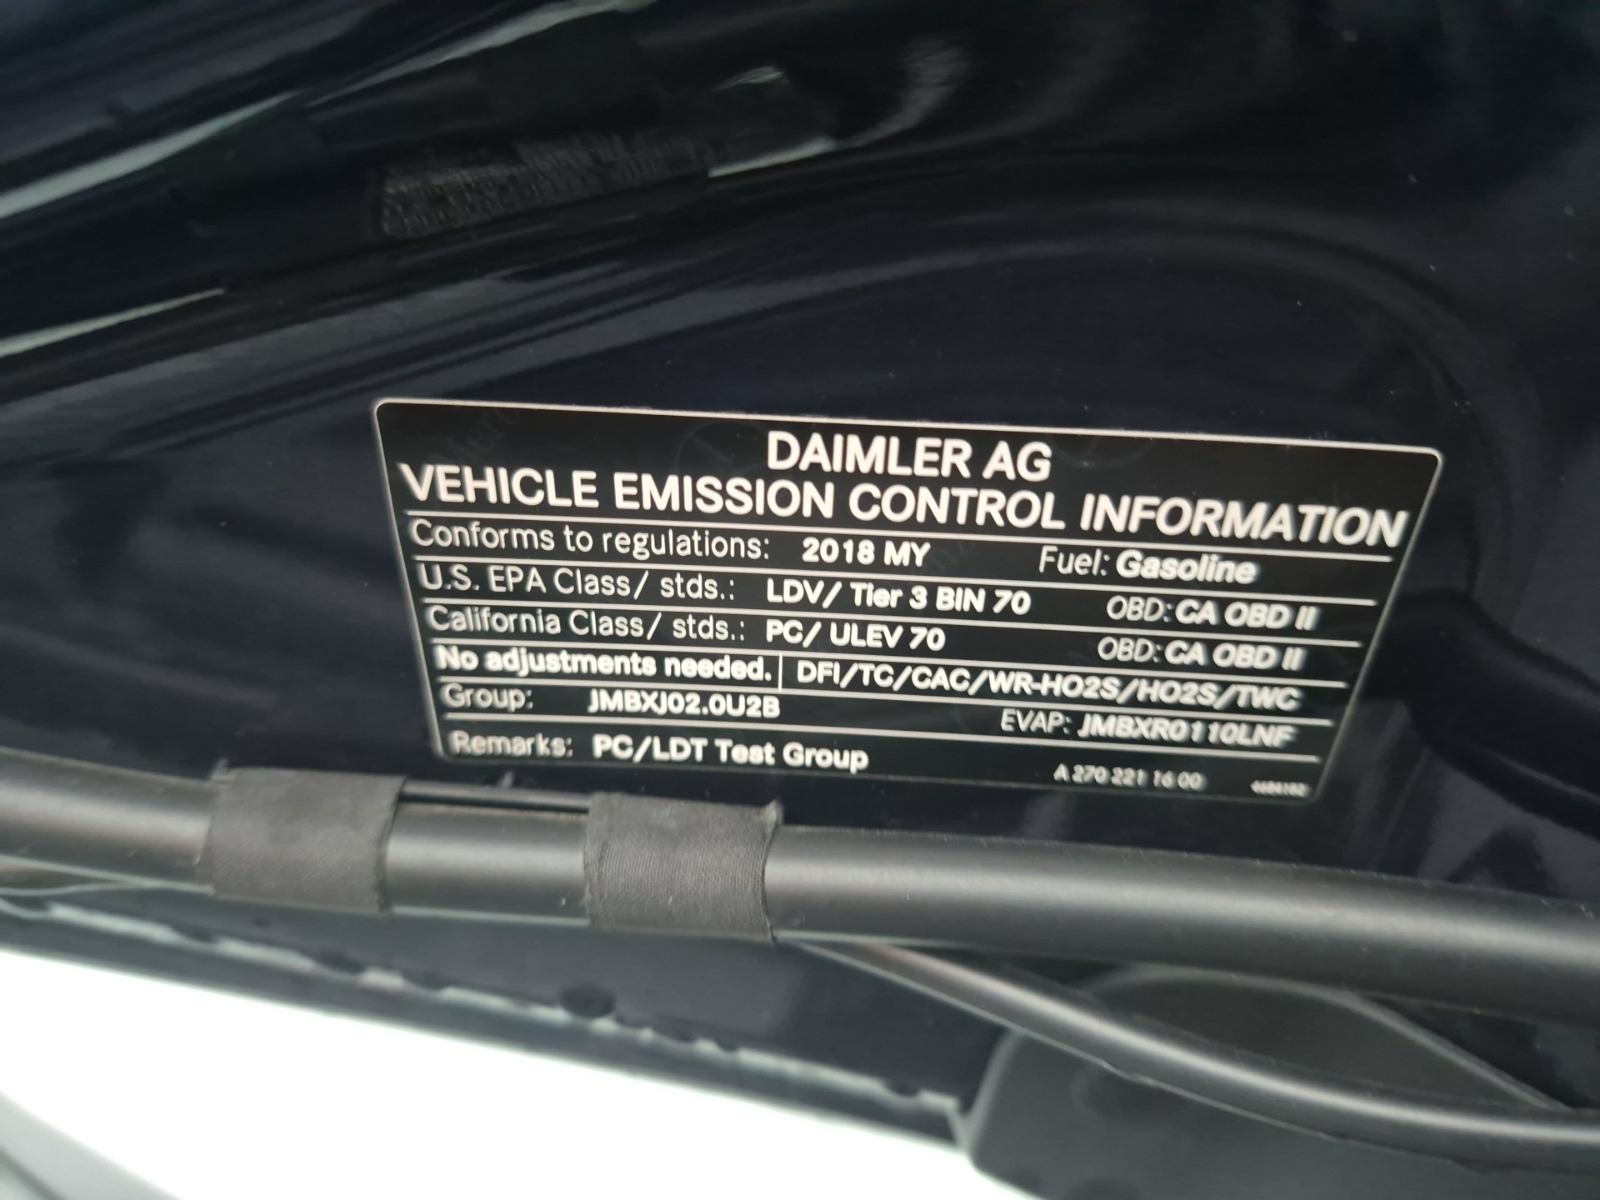 DAIMLER AG
VEHICLE EMISSION CONTROL INFORMATION
Conforms to regulations: 2018 MY Fuel: Gasoline
U.S. EPA Class/ stds.: LDV/ Tier 3 BIN 70 OBD: CA OBD II
California Class/ stds.: PC/ ULEV 70 OBD: CA OBD II
No adjustments needed. DFI/TC/CAC/WR-HO2S/HO2S/TWC
Group: JMBXJ02.0U2B EVAP: JMBXR0110LNF
Remarks: PC/LDT Test Group A 270 221 16 00